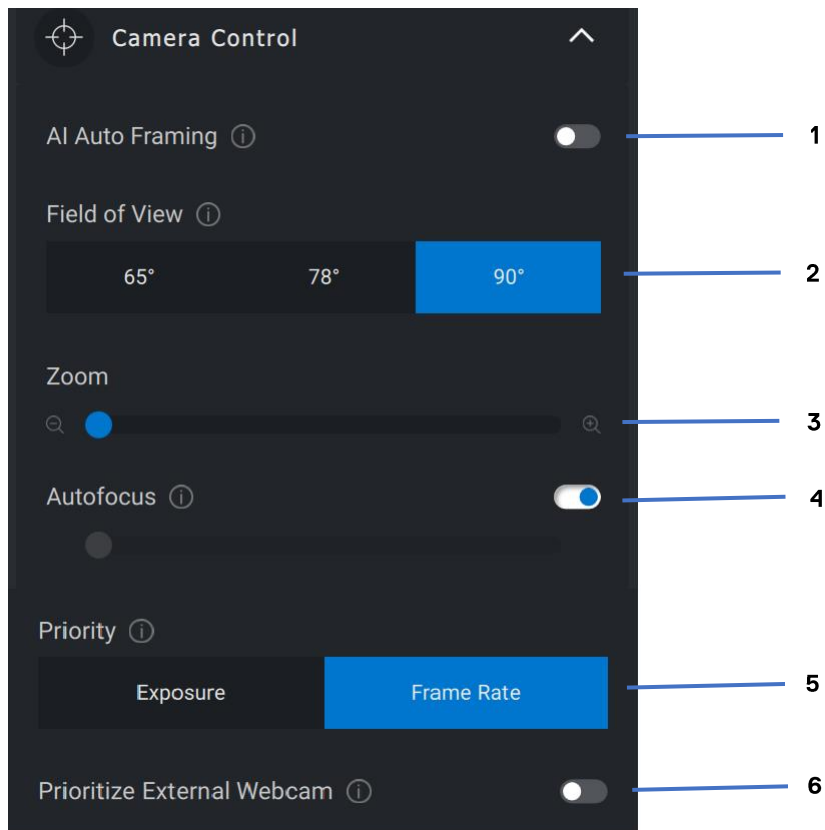 Camera Control
AI Auto Framing 1
Field of View
65° 78° 90° 2
Zoom
3
Autofocus 4
Priority
Exposure Frame Rate 5
Prioritize External Webcam 6